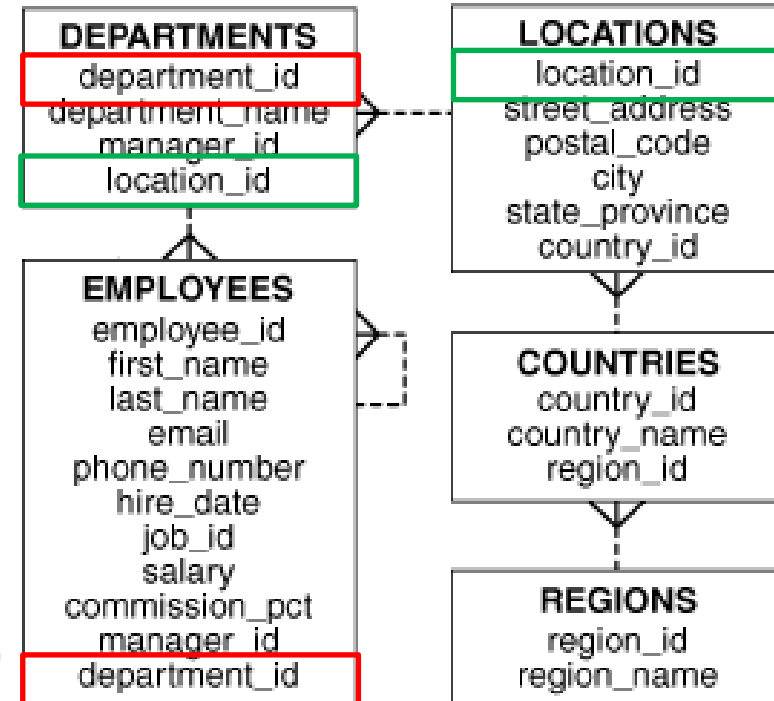 DEPARTMENTS
department_id
department_name
manager_id
location_id
EMPLOYEES
employee_id
first_name
last_name
email
phone_number
hire_date
job_id
salary
commission_pct
manager_id
department_id
LOCATIONS
location_id
street_address
postal_code
city
state_province
country_id
COUNTRIES
country_id
country_name
region_id
REGIONS
region_id
region_name